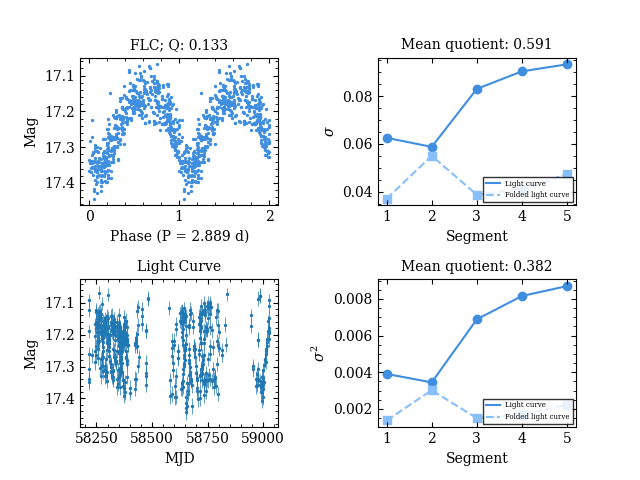 FLC; Q: 0.133
Mag
17.1
17.2
17.3
17.4
0
1
2
Phase (P = 2.889 d)
Mean quotient: 0.591
σ
0.08
0.06
0.04
Light curve
Folded light curve
1
2
3
4
5
Segment
Light Curve
Mag
17.1
17.2
17.3
17.4
58250
58500
58750
59000
MJD
Mean quotient: 0.382
σ²
0.008
0.006
0.004
0.002
Light curve
Folded light curve
1
2
3
4
5
Segment